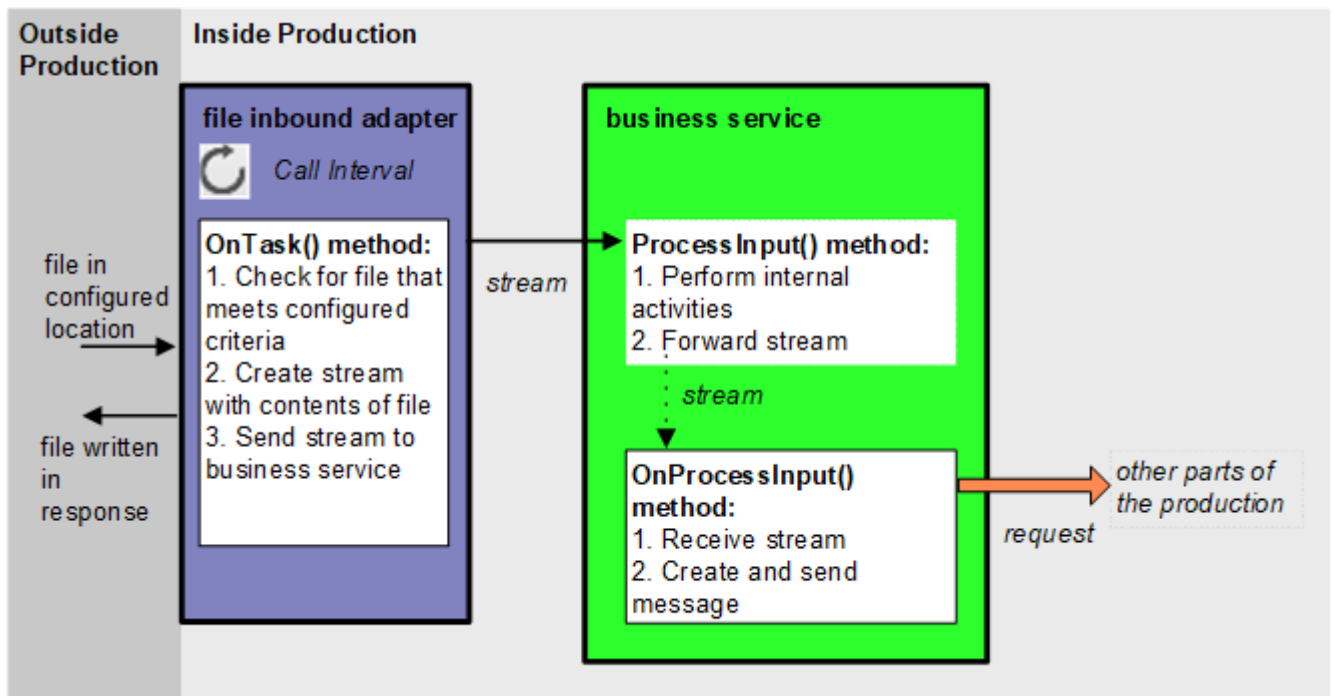 Outside
Production
Inside Production
file inbound adapter
Call Interval
OnTask() method:
1. Check for file that
meets configured
criteria
2. Create stream
with contents of file
3. Send stream to
business service
file in
configured
location
file written
in
response
stream
business service
ProcessInput() method:
1. Perform internal
activities
2. Forward stream
stream
OnProcessInput()
method:
1. Receive stream
2. Create and send
message
request
other parts of
the production